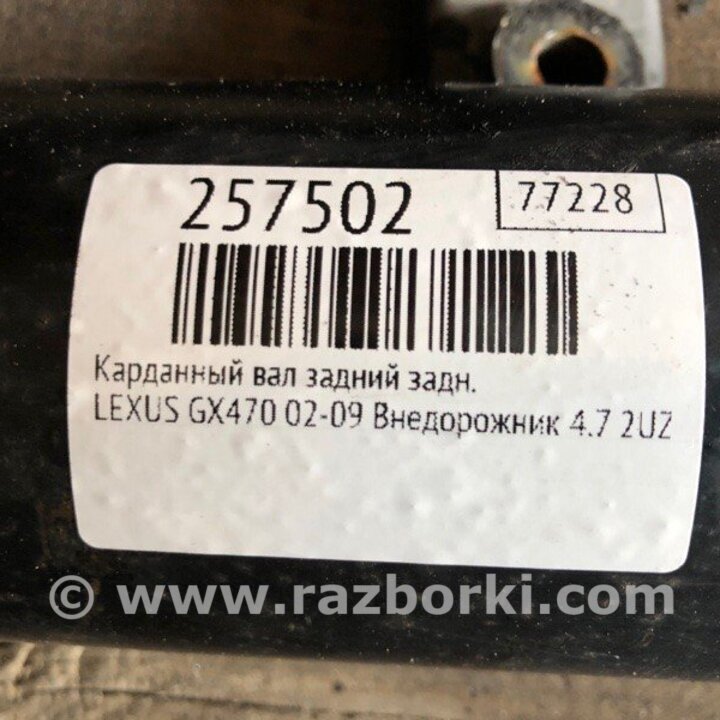 257502
77228
Карданный вал задний задн.
LEXUS GX470 02-09 Внедорожник 4.7 2UZ
© www.razborki.com